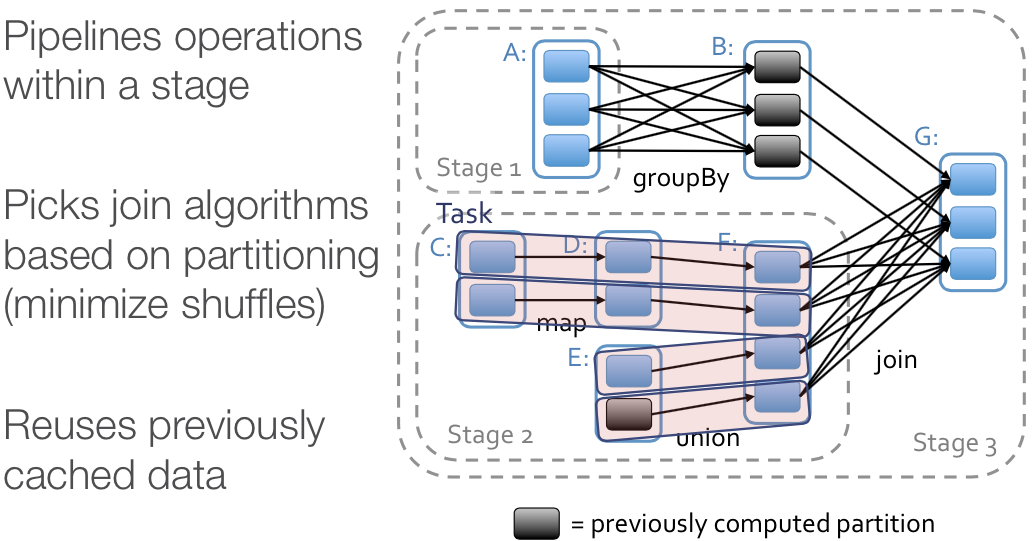 Pipelines operations
within a stage
Picks join algorithms
based on partitioning
(minimize shuffles)
Reuses previously
cached data
A:
B:
Stage 1
groupBy
G:
Task
C:
D:
F:
map
E:
Stage 2
union
join
Stage 3
= previously computed partition